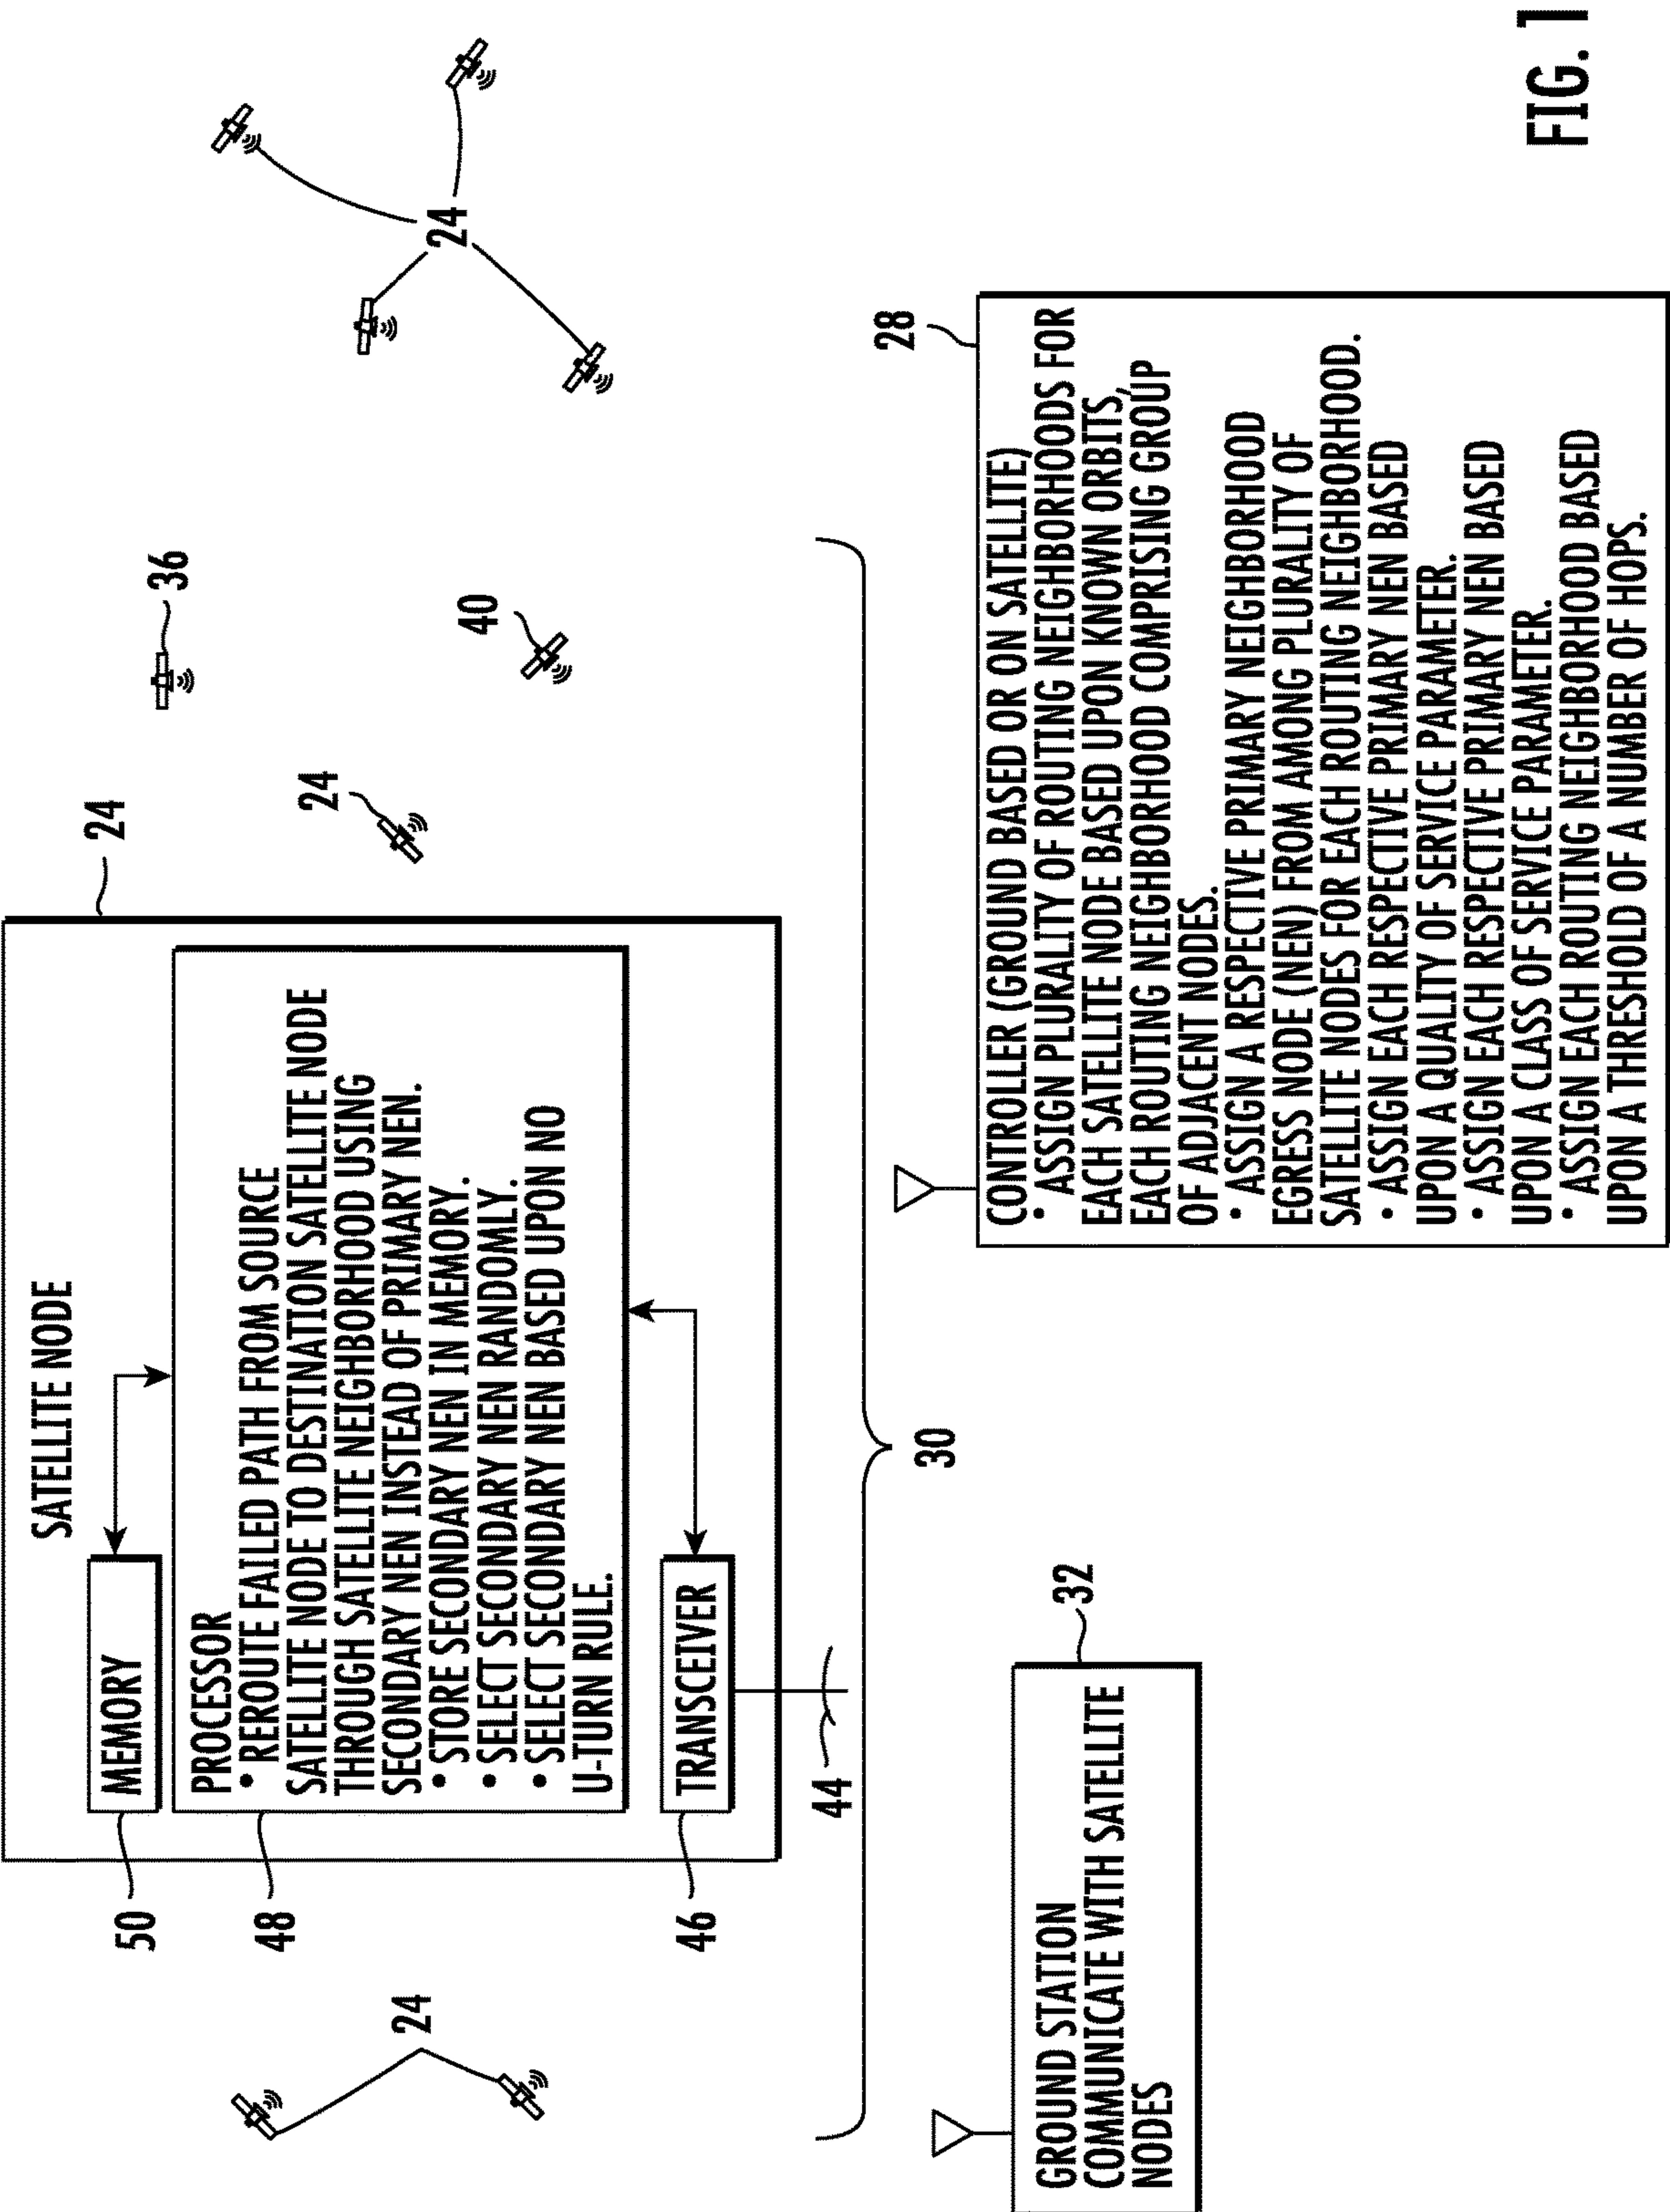 24
SATELLITE NODE
50
MEMORY
48
PROCESSOR
• REROUTE FAILED PATH FROM SOURCE
SATELLITE NODE TO DESTINATION SATELLITE NODE
THROUGH SATELLITE NEIGHBORHOOD USING
SECONDARY NEN INSTEAD OF PRIMARY NEN.
• STORE SECONDARY NEN IN MEMORY.
• SELECT SECONDARY NEN RANDOMLY.
• SELECT SECONDARY NEN BASED UPON NO
U-TURN RULE.
46
TRANSCEIVER
44
24
36
24
40
24
30
32
GROUND STATION
COMMUNICATE WITH SATELLITE
NODES
28
CONTROLLER (GROUND BASED OR ON SATELLITE)
• ASSIGN PLURALITY OF ROUTING NEIGHBORHOODS FOR
EACH SATELLITE NODE BASED UPON KNOWN ORBITS,
EACH ROUTING NEIGHBORHOOD COMPRISING GROUP
OF ADJACENT NODES.
• ASSIGN A RESPECTIVE PRIMARY NEIGHBORHOOD
EGRESS NODE (NEN) FROM AMONG PLURALITY OF
SATELLITE NODES FOR EACH ROUTING NEIGHBORHOOD.
• ASSIGN EACH RESPECTIVE PRIMARY NEN BASED
UPON A QUALITY OF SERVICE PARAMETER.
• ASSIGN EACH RESPECTIVE PRIMARY NEN BASED
UPON A CLASS OF SERVICE PARAMETER.
• ASSIGN EACH ROUTING NEIGHBORHOOD BASED
UPON A THRESHOLD OF A NUMBER OF HOPS.
FIG. 1